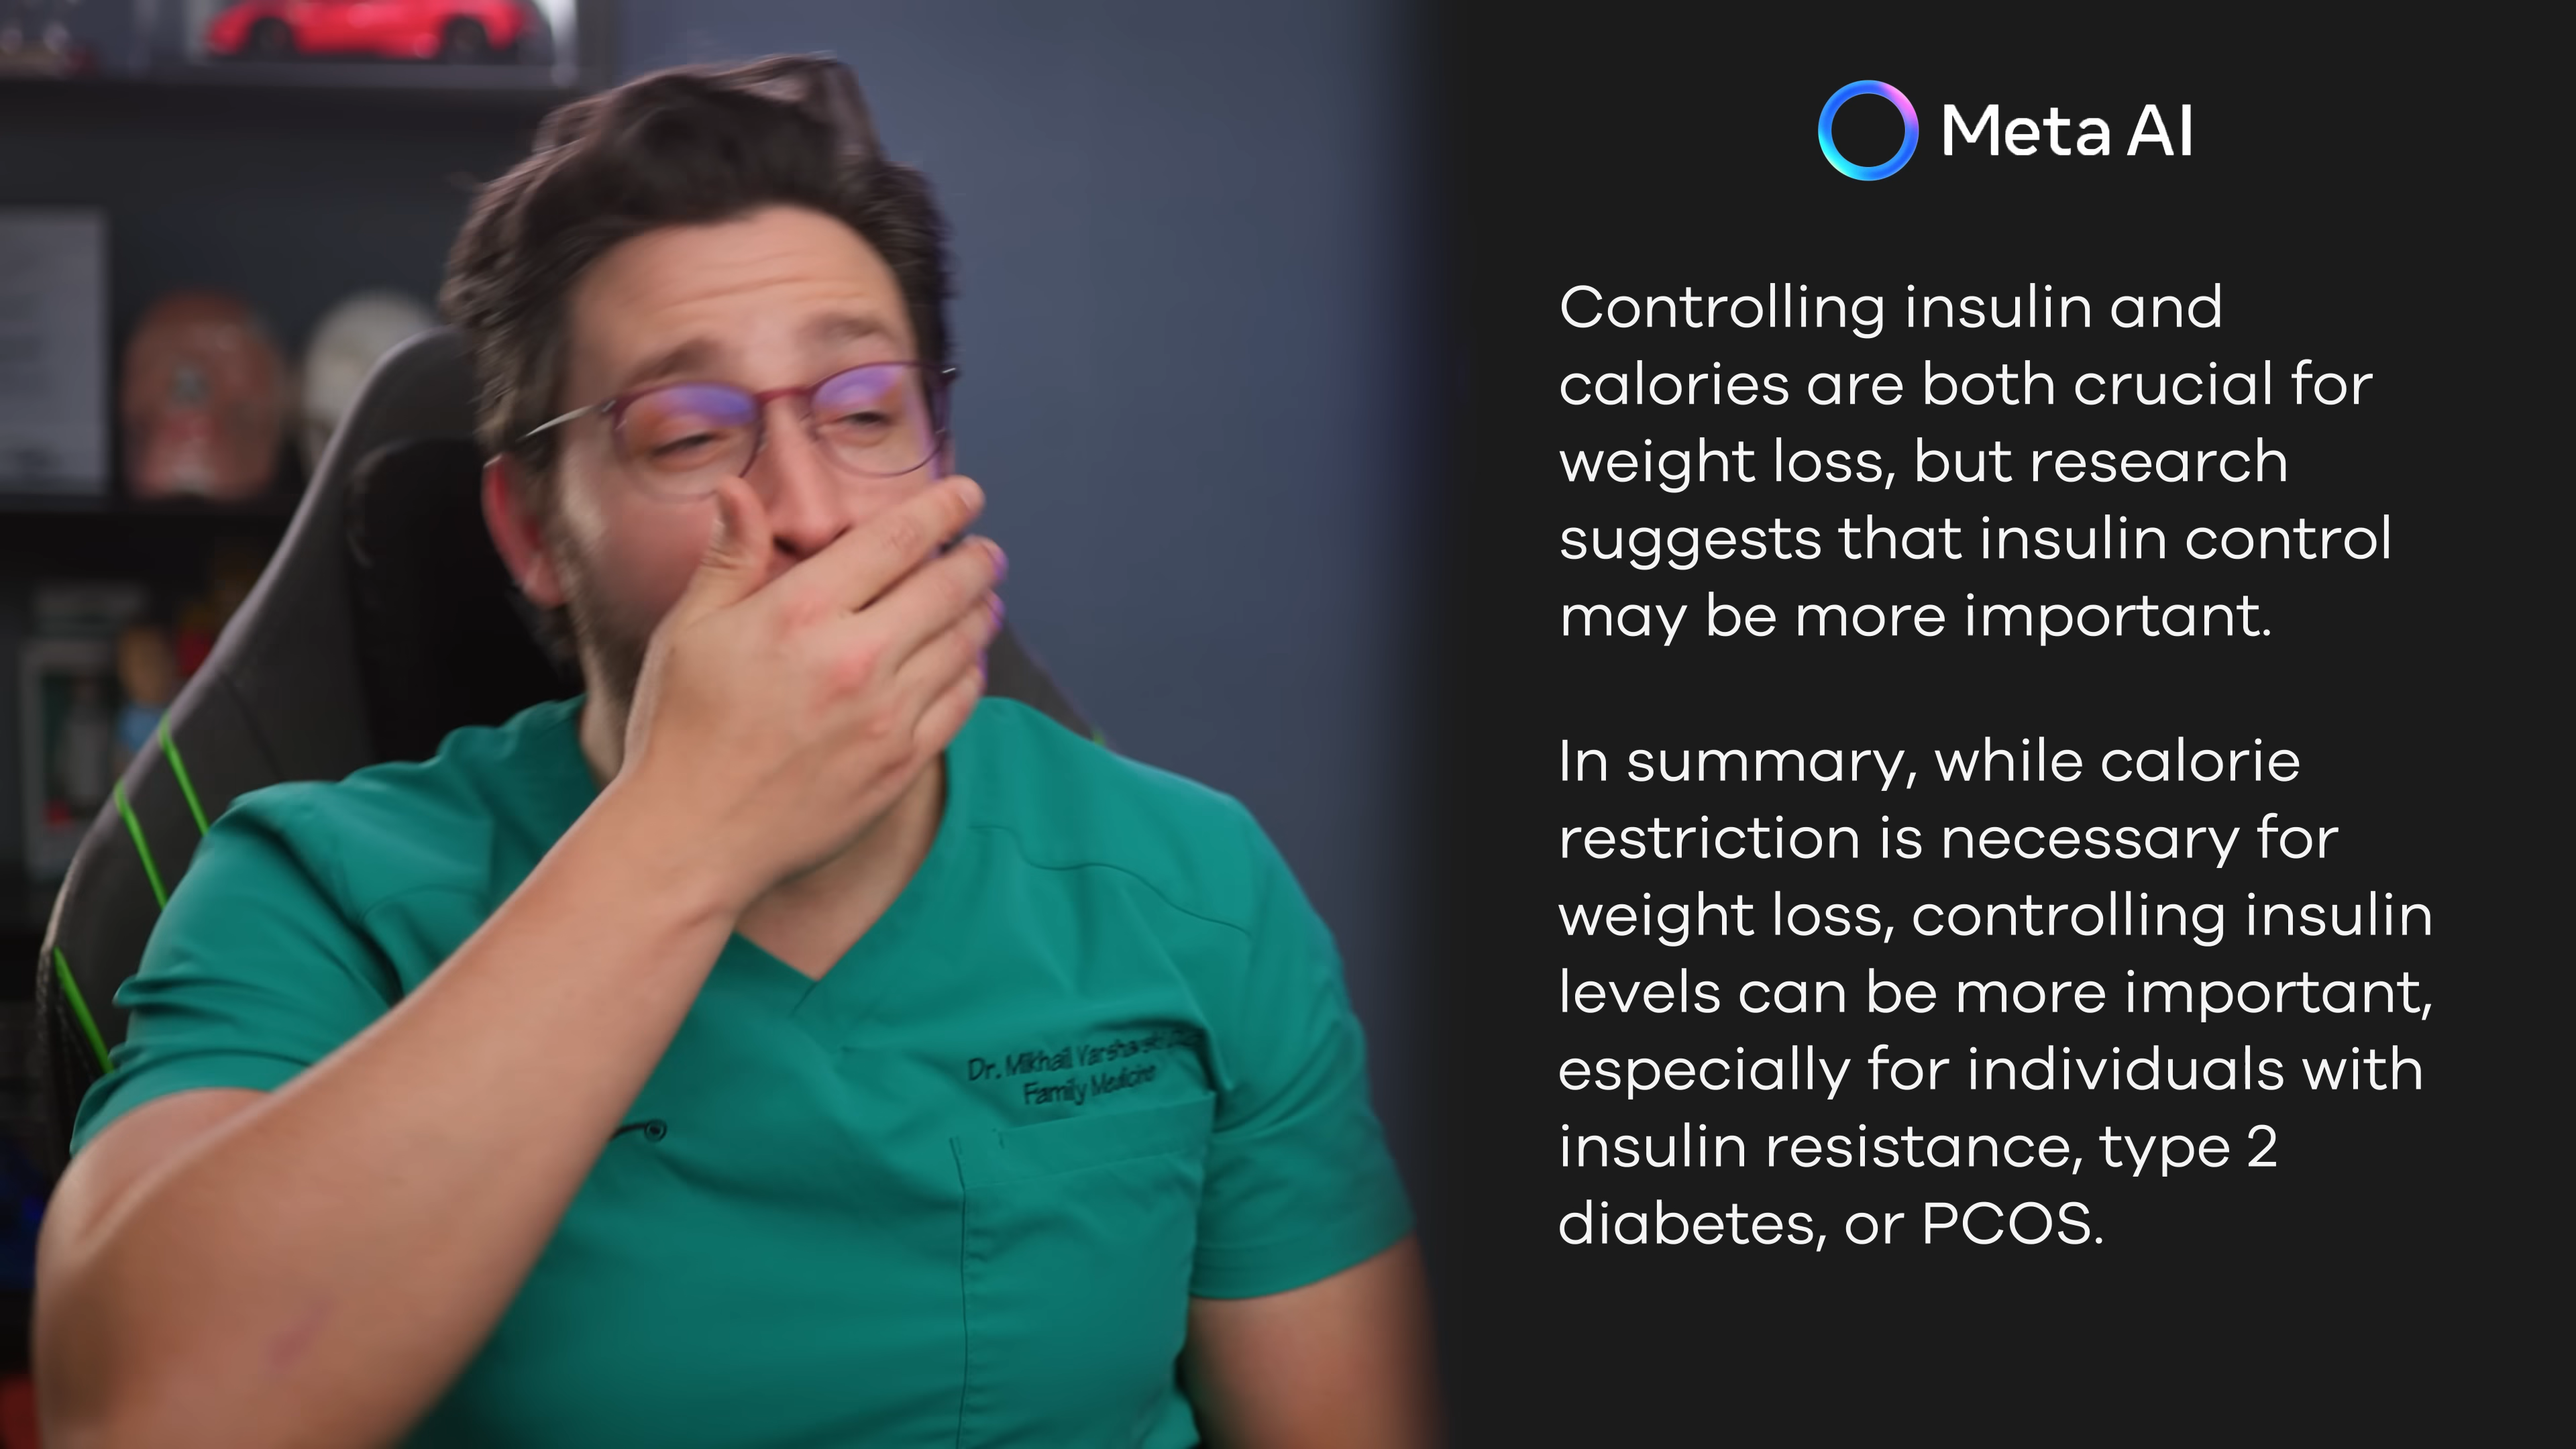 Meta AI
Controlling insulin and
calories are both crucial for
weight loss, but research
suggests that insulin control
may be more important.
In summary, while calorie
restriction is necessary for
weight loss, controlling insulin
levels can be more important,
especially for individuals with
insulin resistance, type 2
diabetes, or PCOS.
Dr. Mikhail Varshavski
Family Medicine